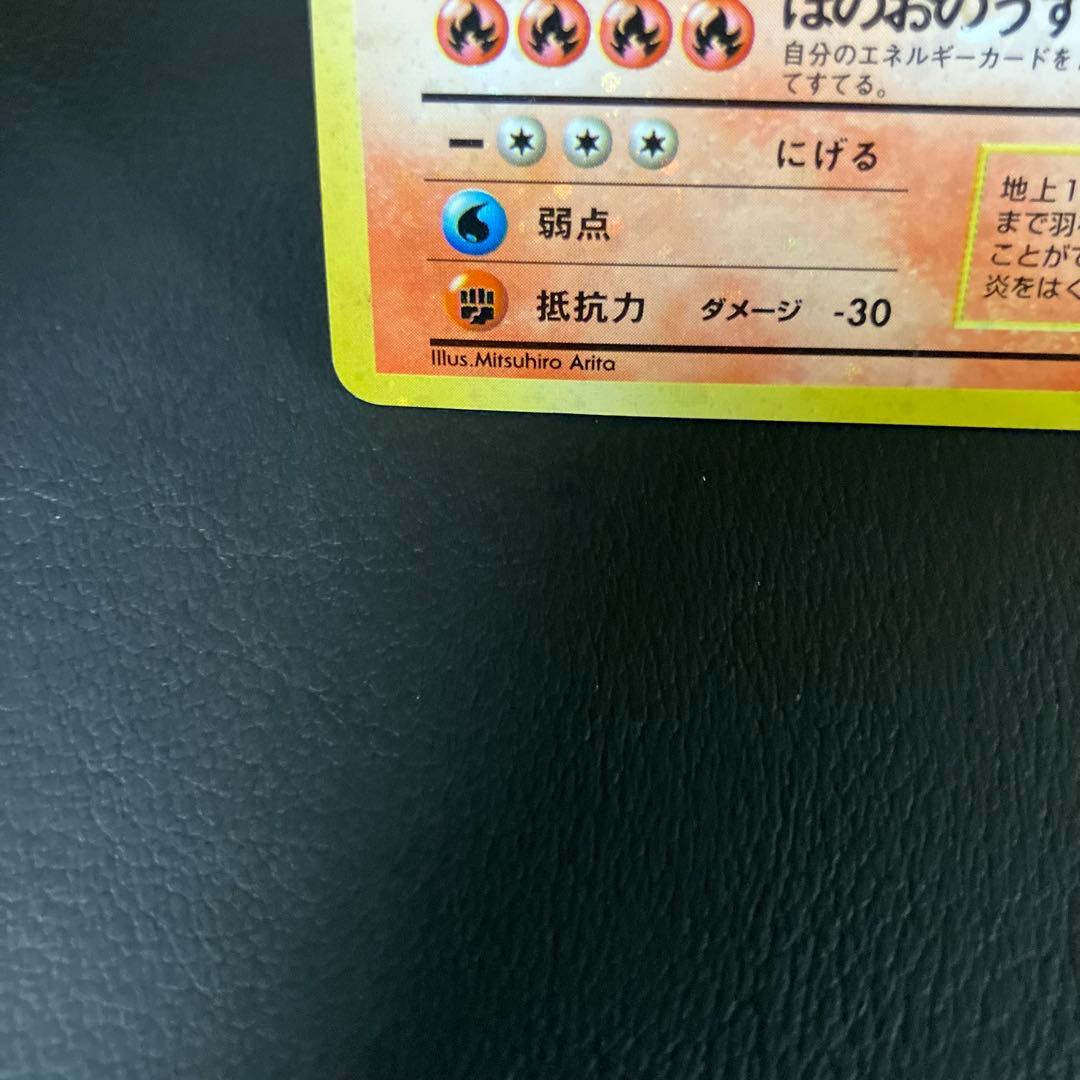 ほのおのうず
自分のエネルギーカードを
てすてる。
にげる
弱点
抵抗力 ダメージ -30
地上1
まで羽
ことがで
炎をはく
Illus.Mitsuhiro Arita